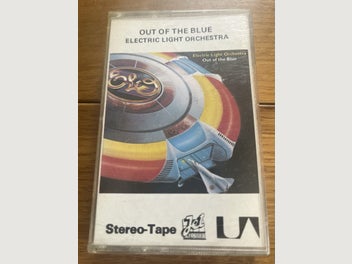 OUT OF THE BLUE
ELECTRIC LIGHT ORCHESTRA
Electric Light Orchestra
Out of the Blue
ELO
Stereo-Tape
Jet
UA